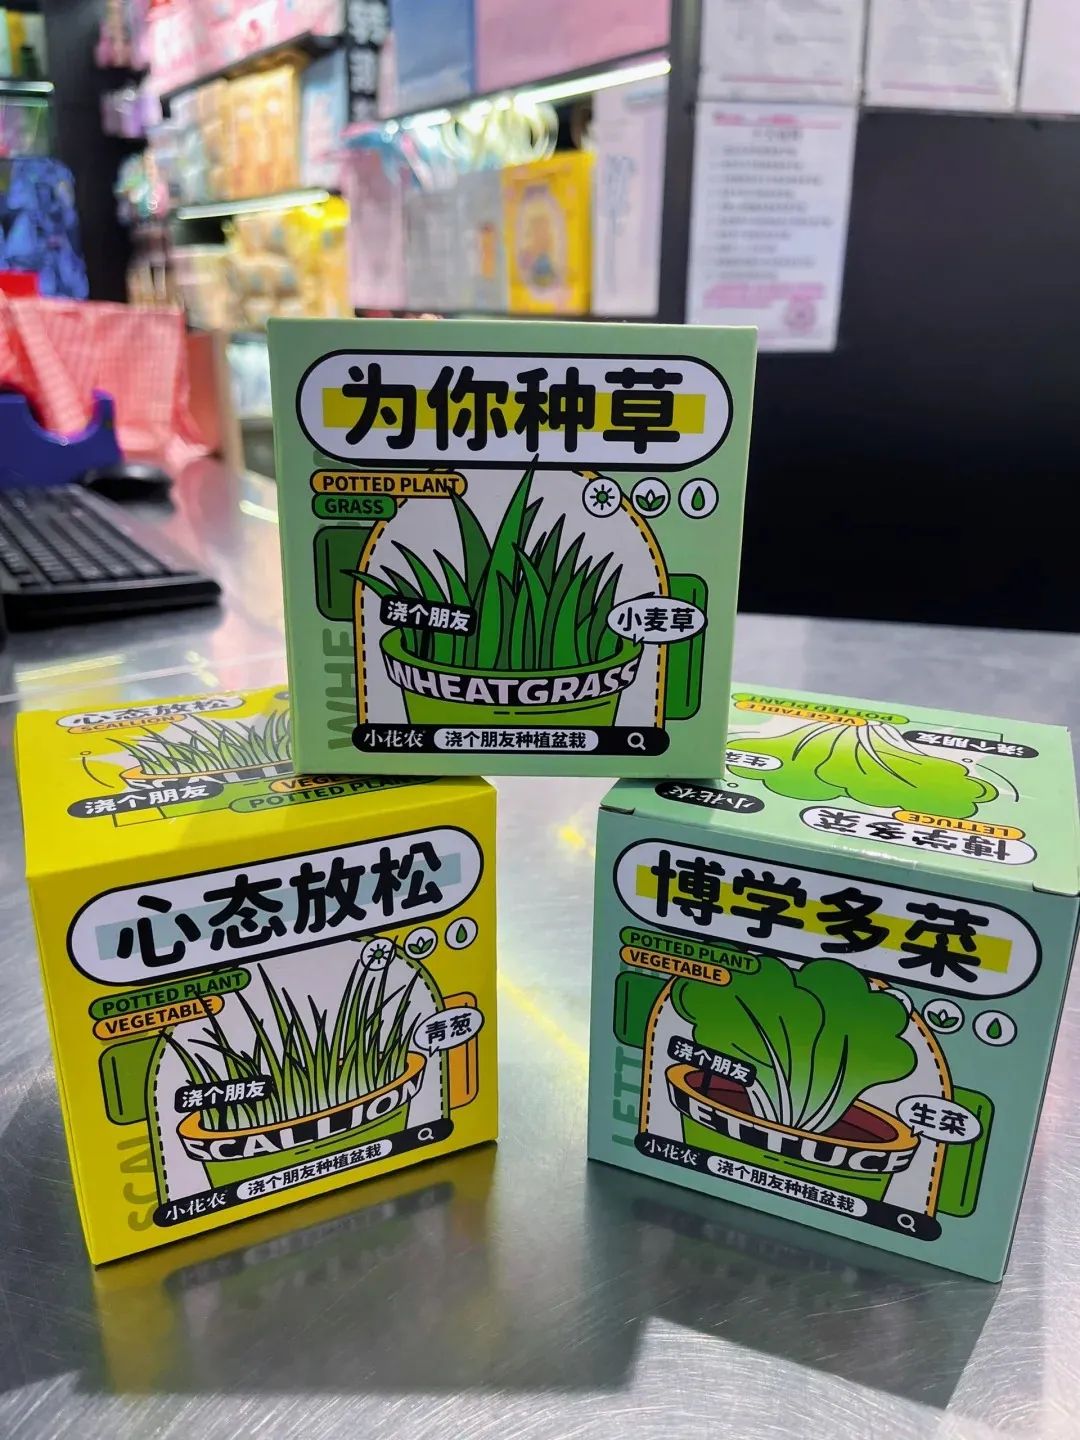 为你种草
POTTED PLANT
GRASS
浇个朋友
小麦草
WHEATGRASS
小花农
浇个朋友种植盆栽
心态放松
浇个朋友
POTTED PLANT
心态放松
POTTED PLANT
VEGETABLE
青葱
浇个朋友
SCALLION
小花农
浇个朋友种植盆栽
POTTED PLANT
VEGETABLE
浇个朋友
生菜
小花农
LETTUCE
博学多菜
博学多菜
POTTED PLANT
VEGETABLE
浇个朋友
生菜
LETTUCE
小花农
浇个朋友种植盆栽